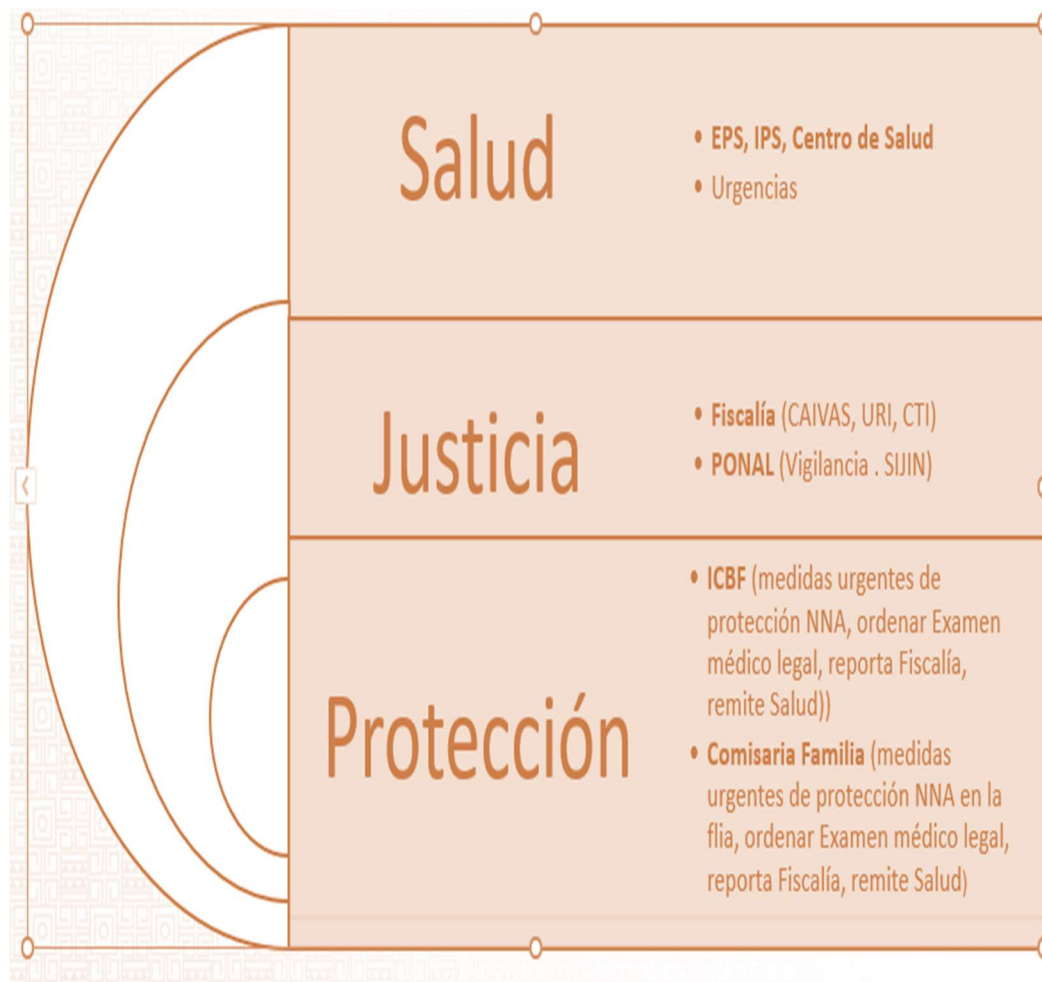 Salud
• EPS, IPS, Centro de Salud
• Urgencias
Justicia
• Fiscalía (CAIVAS, URI, CTI)
• PONAL (Vigilancia . SIJIN)
Protección
• ICBF (medidas urgentes de
protección NNA, ordenar Examen
médico legal, reporta Fiscalía,
remite Salud))
• Comisaria Familia (medidas
urgentes de protección NNA en la
flia, ordenar Examen médico legal,
reporta Fiscalía, remite Salud)